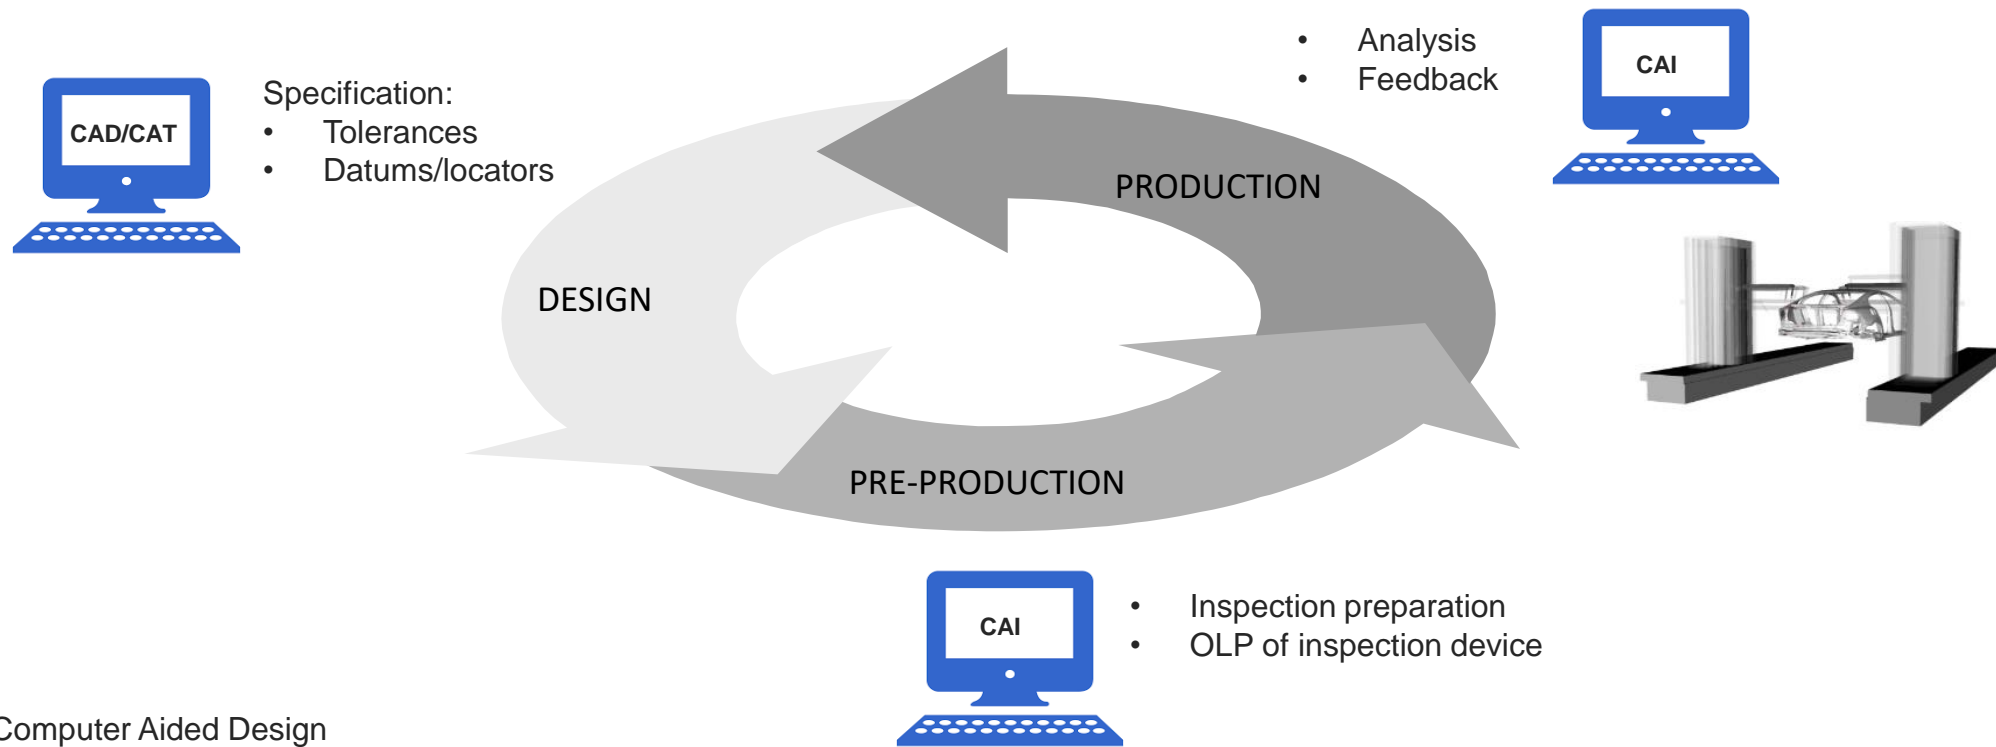 CAD/CAT
Specification:
• Tolerances
• Datums/locators
• Analysis
• Feedback
CAI
PRODUCTION
DESIGN
PRE-PRODUCTION
CAI
• Inspection preparation
• OLP of inspection device
Computer Aided Design